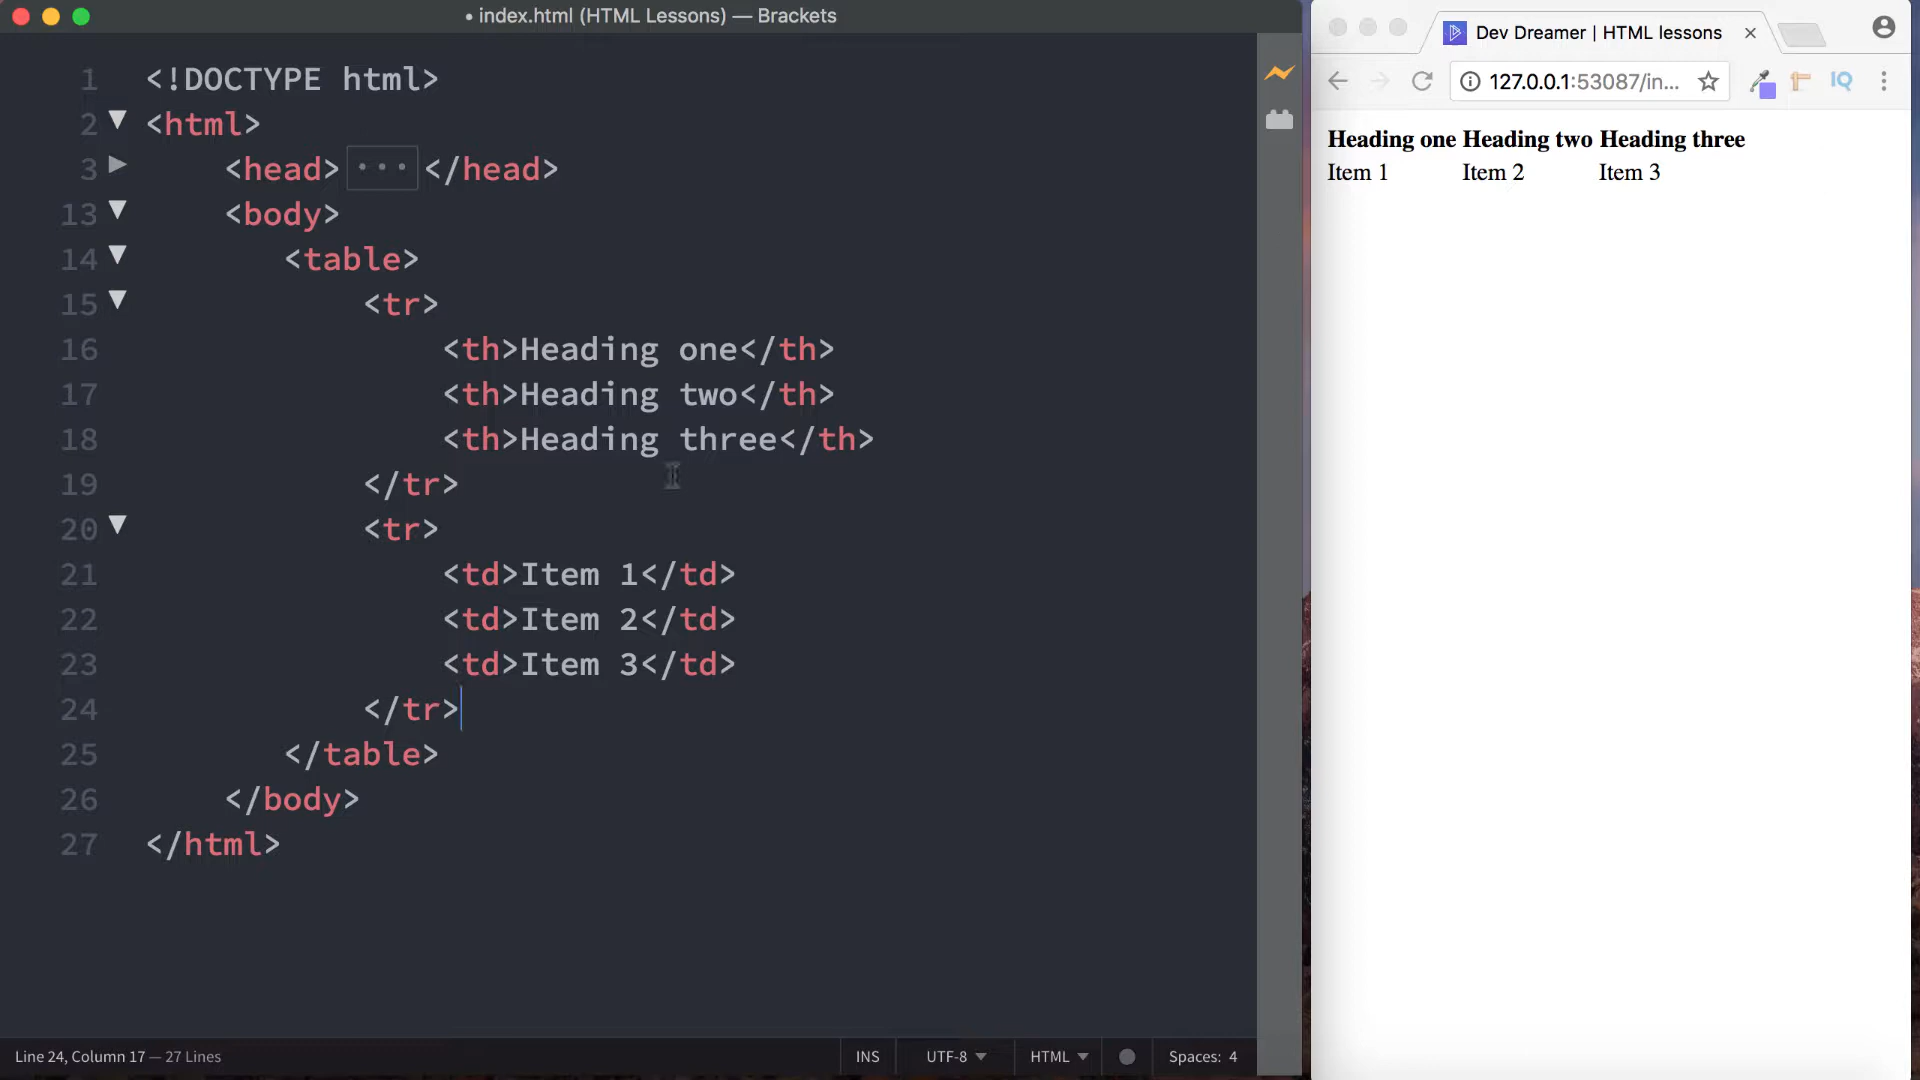 index.html (HTML Lessons) — Brackets
1 <!DOCTYPE html>
2 <html>
3 <head>···</head>
13 <body>
14 <table>
15 <tr>
16 <th>Heading one</th>
17 <th>Heading two</th>
18 <th>Heading three</th>
19 </tr>
20 <tr>
21 <td>Item 1</td>
22 <td>Item 2</td>
23 <td>Item 3</td>
24 </tr>
25 </table>
26 </body>
27 </html>
Line 24, Column 17 — 27 Lines
INS
UTF-8
HTML
Spaces: 4
Dev Dreamer | HTML lessons
127.0.0.1:53087/in...
IQ
Heading one Heading two Heading three
Item 1 Item 2 Item 3